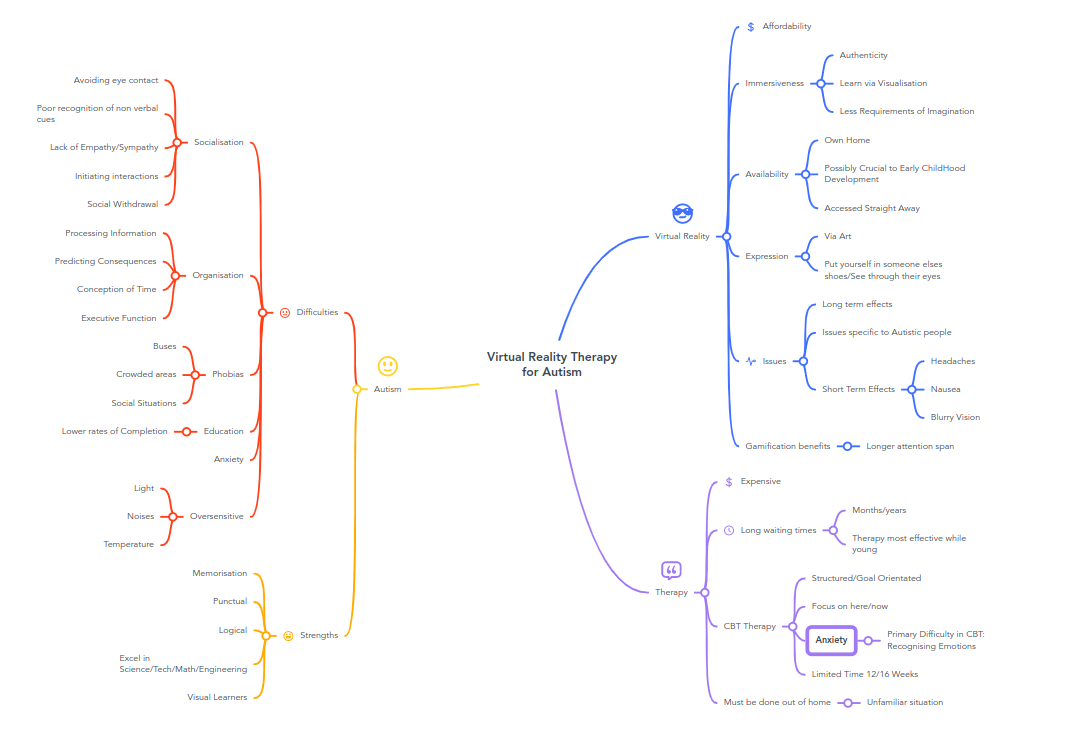 Virtual Reality Therapy
for Autism
Autism
Difficulties
Socialisation
Avoiding eye contact
Poor recognition of non verbal
cues
Lack of Empathy/Sympathy
Initiating interactions
Social Withdrawal
Organisation
Processing Information
Predicting Consequences
Conception of Time
Executive Function
Phobias
Buses
Crowded areas
Social Situations
Education
Lower rates of Completion
Anxiety
Oversensitive
Light
Noises
Temperature
Strengths
Memorisation
Punctual
Logical
Excel in
Science/Tech/Math/Engineering
Visual Learners
Virtual Reality
$ Affordability
Immersiveness
Authenticity
Learn via Visualisation
Less Requirements of Imagination
Availability
Own Home
Possibly Crucial to Early ChildHood
Development
Accessed Straight Away
Expression
Via Art
Put yourself in someone elses
shoes/See through their eyes
Issues
Long term effects
Issues specific to Autistic people
Short Term Effects
Headaches
Nausea
Blurry Vision
Gamification benefits
Longer attention span
Therapy
$ Expensive
Long waiting times
Months/years
Therapy most effective while
young
CBT Therapy
Structured/Goal Orientated
Focus on here/now
Anxiety
Primary Difficulty in CBT:
Recognising Emotions
Limited Time 12/16 Weeks
Must be done out of home
Unfamiliar situation